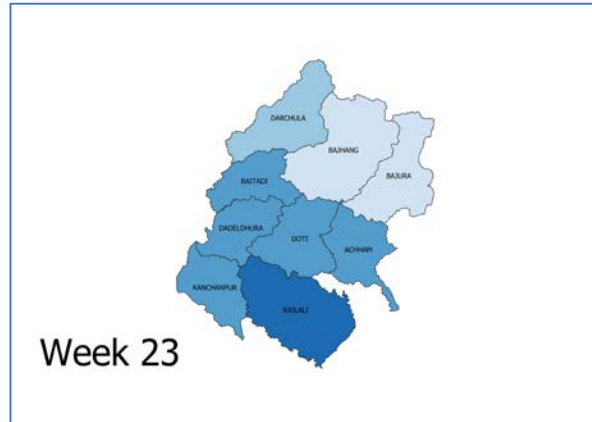 DARCHULA
BAJHANG
BAJURA
BAITADI
DADELDHURA
DOTI
ACHHAM
KANCHANPUR
KAILALI
Week 23